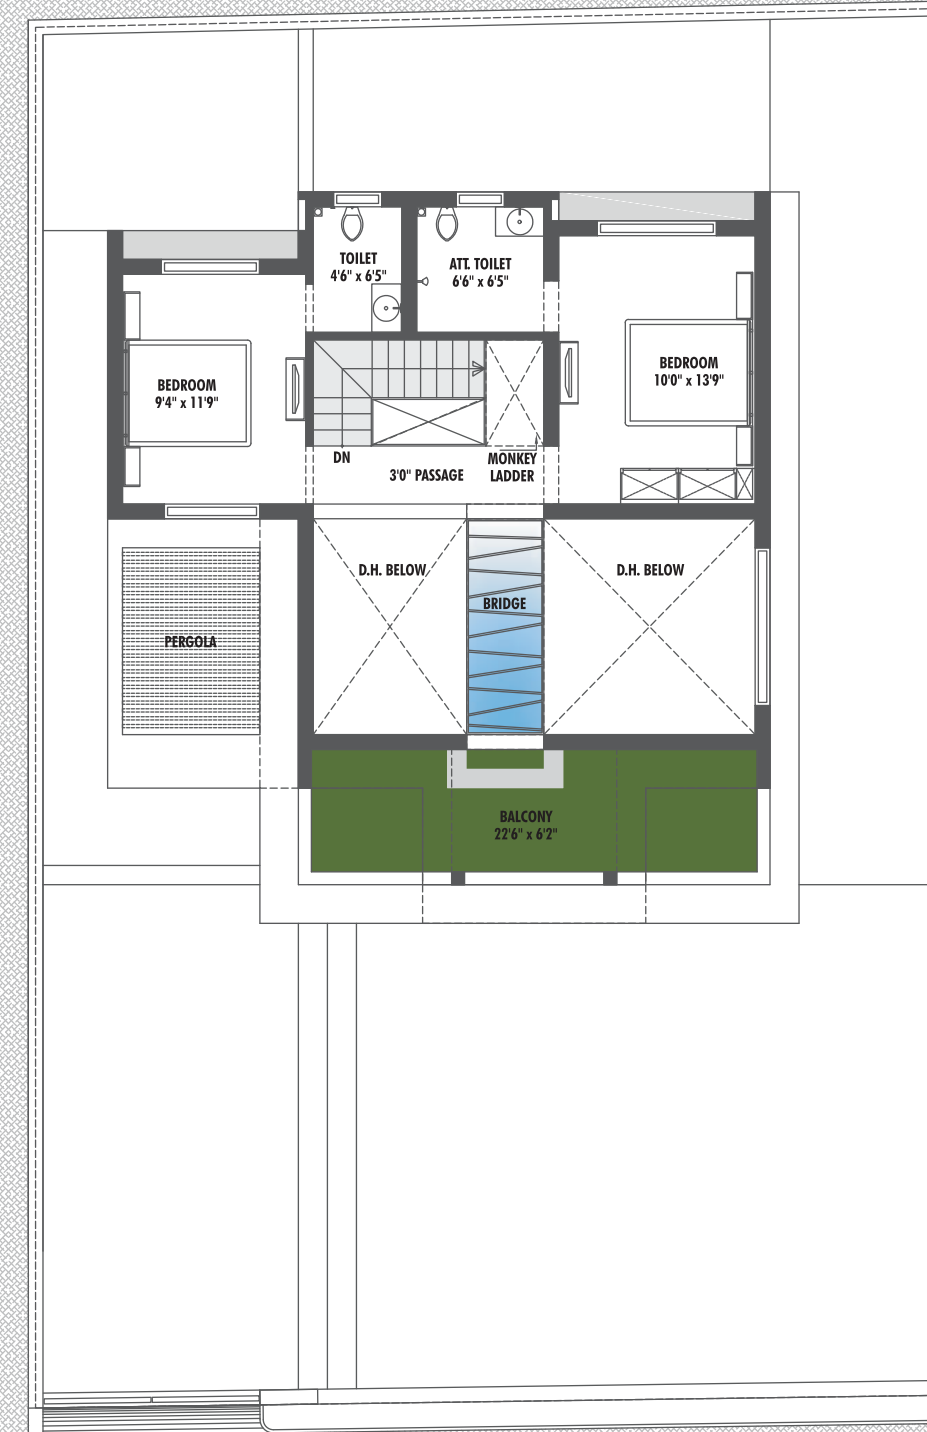 TOILET
4'6" x 6'5"
ATT. TOILET
6'6" x 6'5"
BEDROOM
9'4" x 11'9"
BEDROOM
10'0" x 13'9"
DN
3'0" PASSAGE
MONKEY
LADDER
D.H. BELOW
BRIDGE
D.H. BELOW
PERGOLA
BALCONY
22'6" x 6'2"